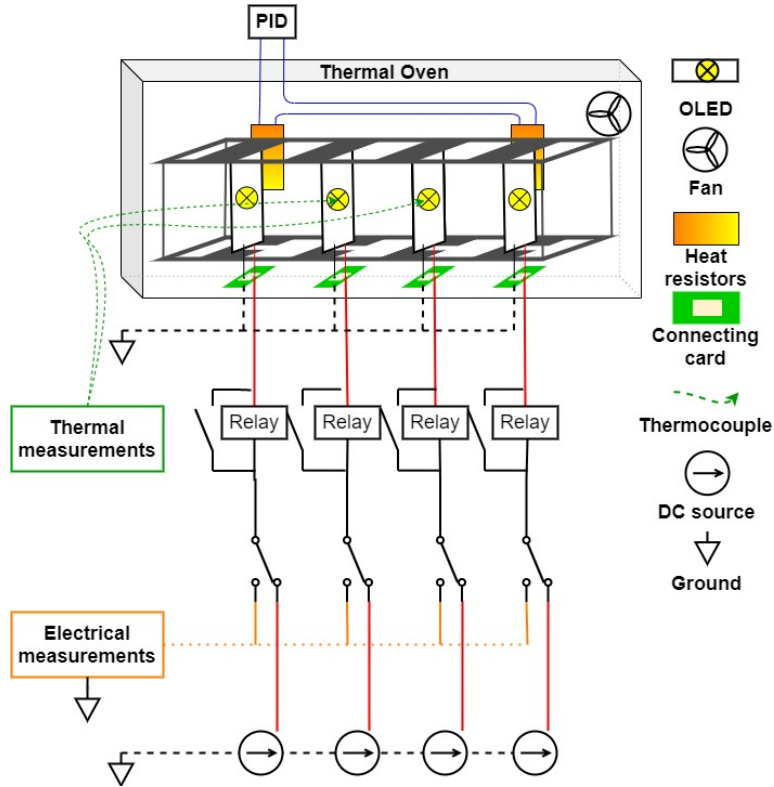 PID
Thermal Oven
OLED
Fan
Heat
resistors
Connecting
card
Thermocouple
DC source
Ground
Relay
Relay
Relay
Relay
Thermal
measurements
Electrical
measurements